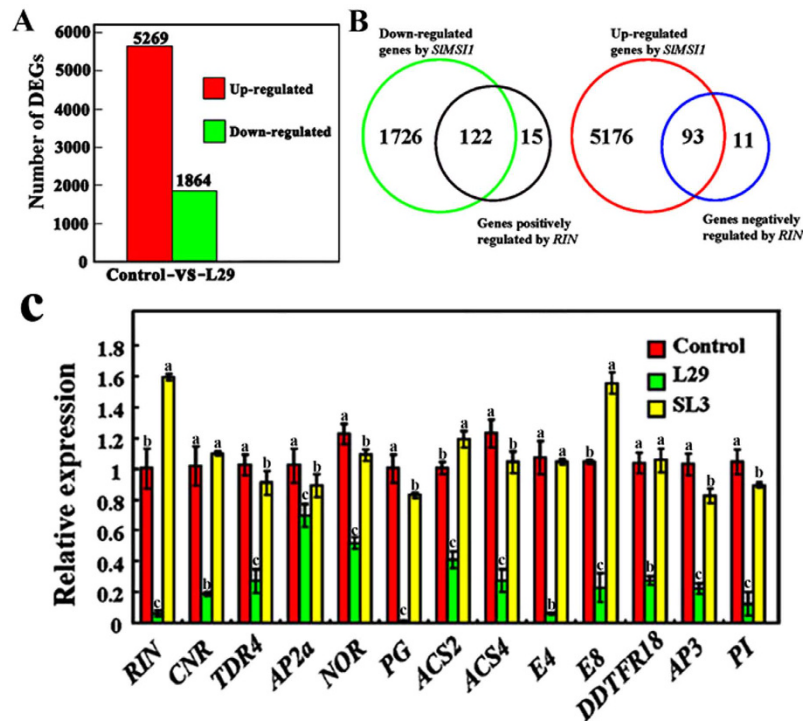 A
Number of DEGs
6000
5000
4000
3000
2000
1000
0
5269
1864
Up-regulated
Down-regulated
Control-VS-L29
B
Down-regulated
genes by SlMSI1
1726
122
15
Genes positively
regulated by RIN
Up-regulated
genes by SlMSI1
5176
93
11
Genes negatively
regulated by RIN
C
Relative expression
1.8
1.6
1.4
1.2
1
0.8
0.6
0.4
0.2
0
Control
L29
SL3
b c a
a b a
a c b
a c b
a c b
a c b
b c a
a c b
a b a
b c a
a b a
a c b
a c b
RIN
CNR
TDR4
AP2a
NOR
PG
ACS2
ACS4
E4
E8
DDTFR18
AP3
PI